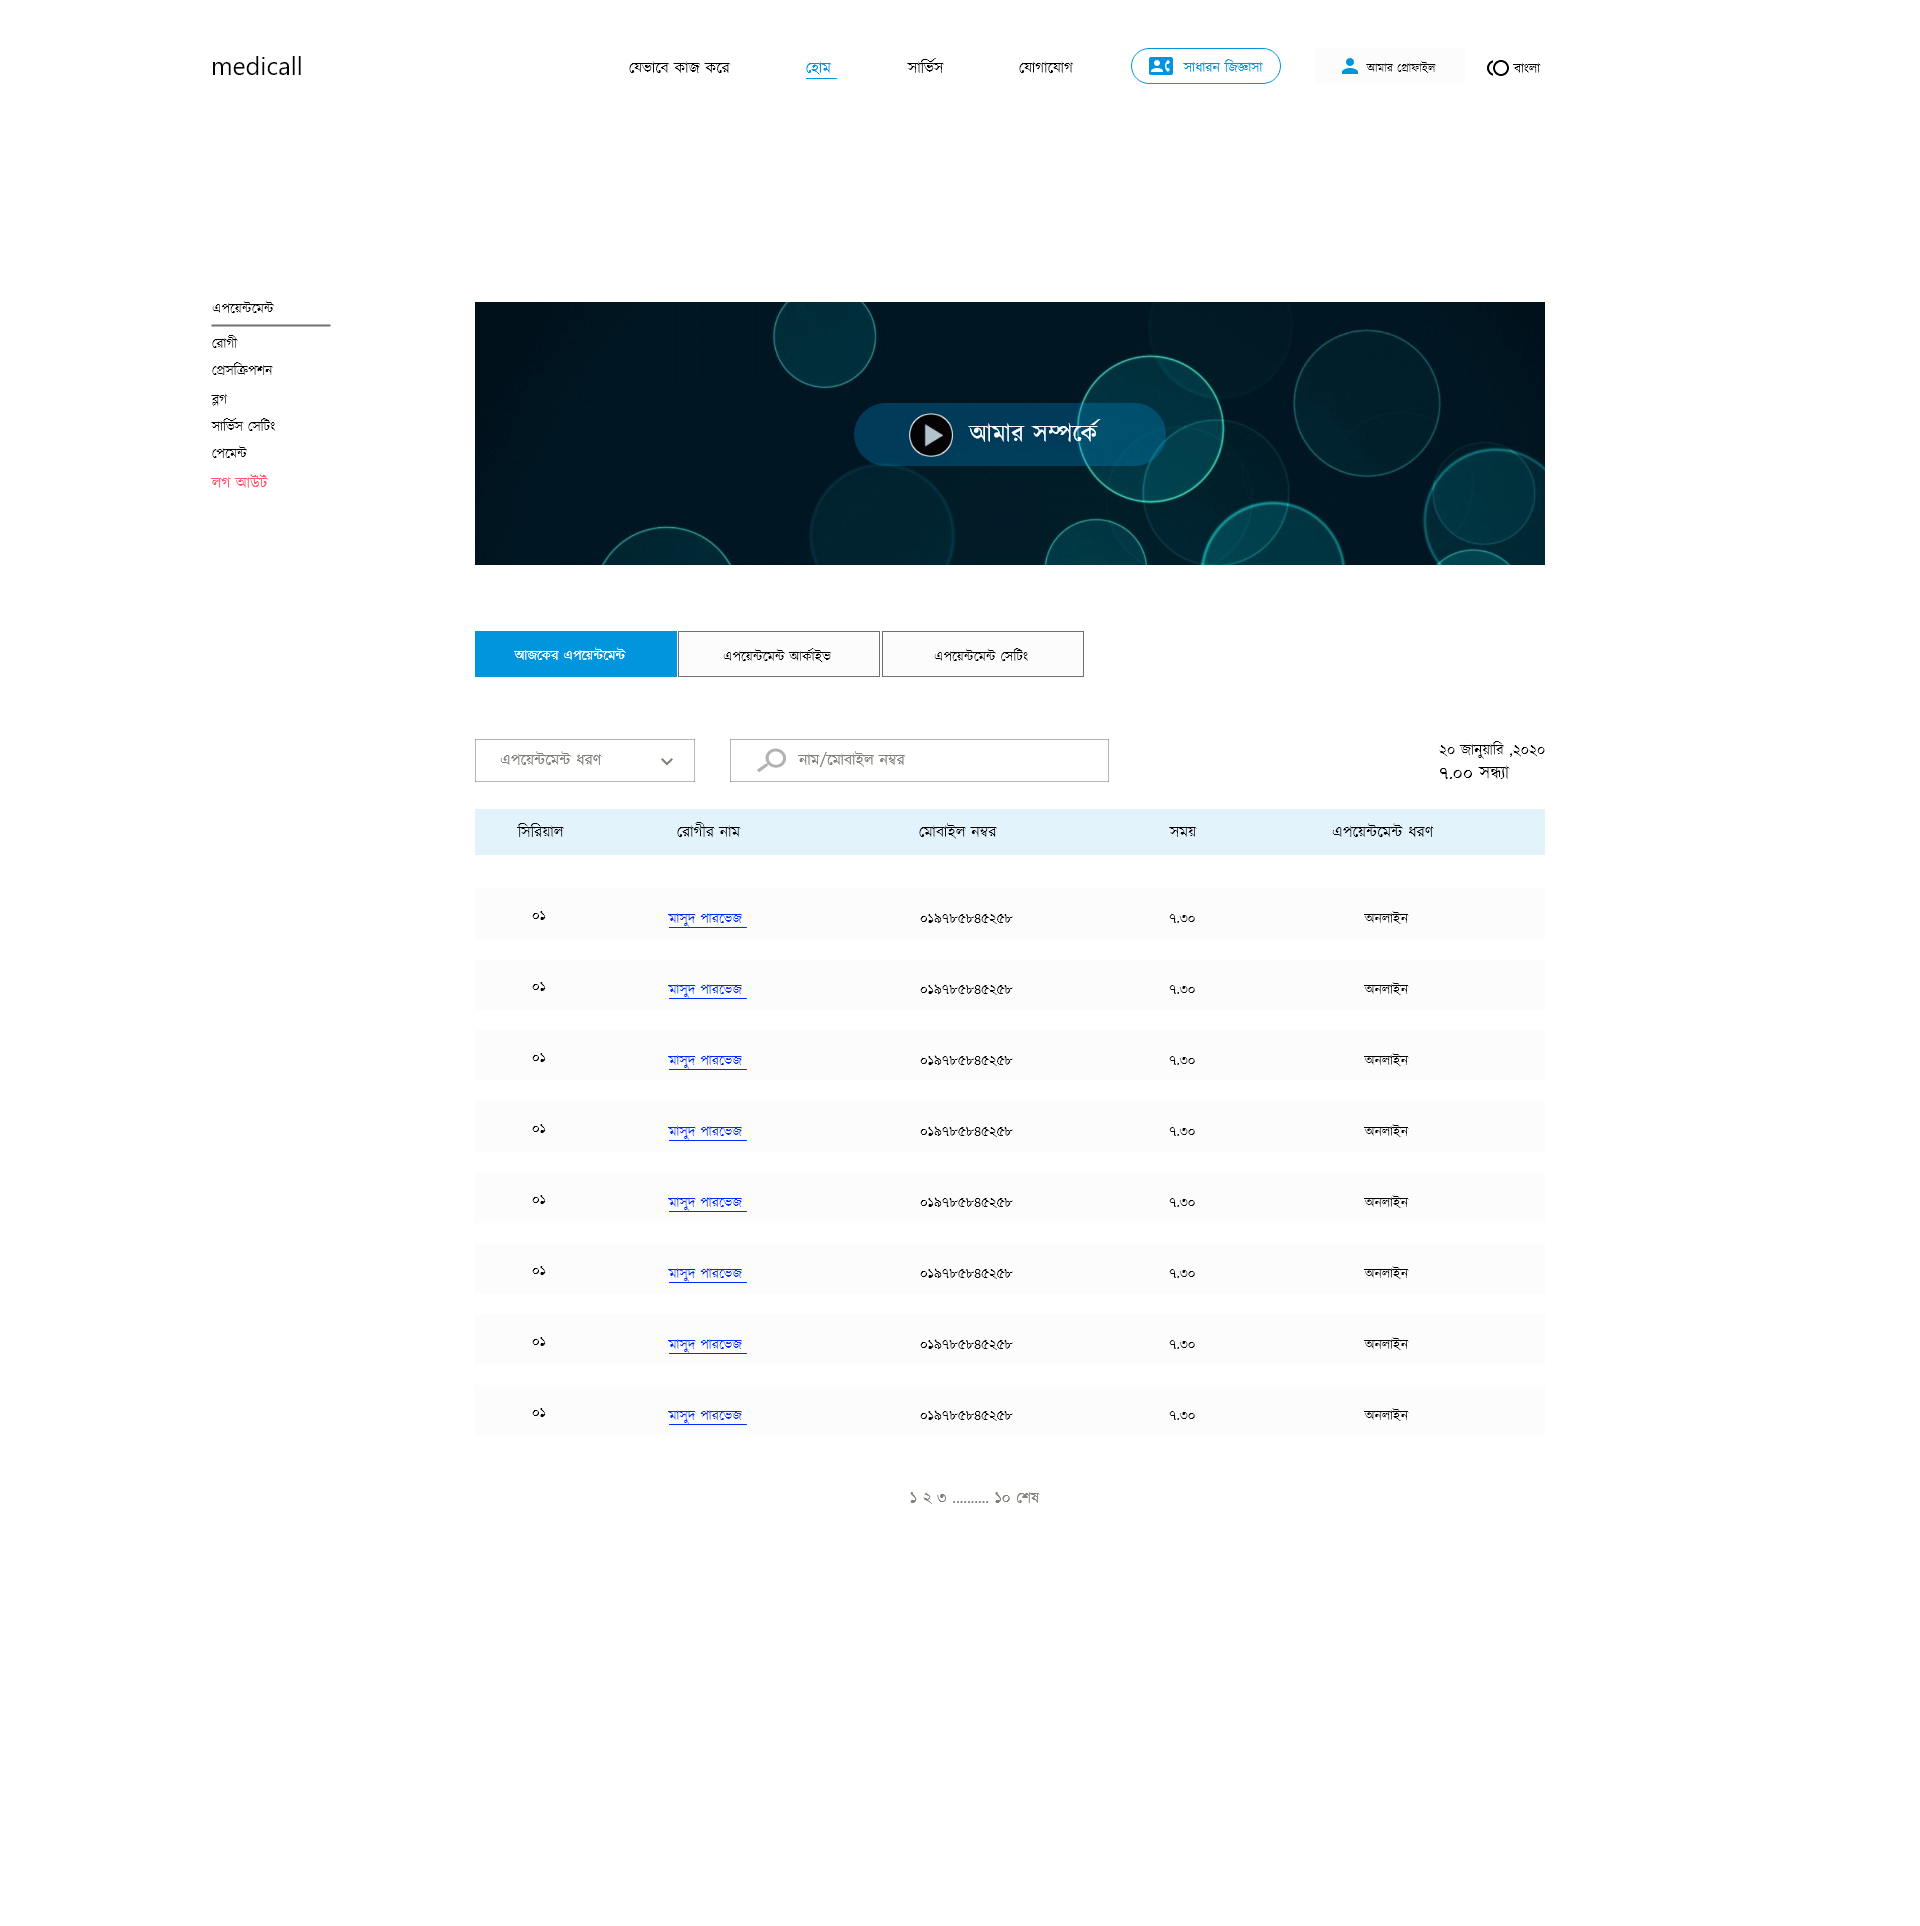 medicall
যেভাবে কাজ করে
হোম
সার্ভিস
যোগাযোগ
সাধারন জিজ্ঞাসা
আমার প্রোফাইল
বাংলা
এপয়েন্টমেন্ট
রোগী
প্রেসক্রিপশন
ব্লগ
সার্ভিস সেটিং
পেমেন্ট
লগ আউট
আমার সম্পর্কে
আজকের এপয়েন্টমেন্ট
এপয়েন্টমেন্ট আর্কাইভ
এপয়েন্টমেন্ট সেটিং
এপয়েন্টমেন্ট ধরণ
নাম/মোবাইল নম্বর
২০ জানুয়ারি ,২০২০
৭.০০ সন্ধ্যা
সিরিয়াল রোগীর নাম মোবাইল নম্বর সময় এপয়েন্টমেন্ট ধরণ
০১ মাসুদ পারভেজ ০১৯৭৮৫৮৪৫২৫৮ ৭.৩০ অনলাইন
০১ মাসুদ পারভেজ ০১৯৭৮৫৮৪৫২৫৮ ৭.৩০ অনলাইন
০১ মাসুদ পারভেজ ০১৯৭৮৫৮৪৫২৫৮ ৭.৩০ অনলাইন
০১ মাসুদ পারভেজ ০১৯৭৮৫৮৪৫২৫৮ ৭.৩০ অনলাইন
০১ মাসুদ পারভেজ ০১৯৭৮৫৮৪৫২৫৮ ৭.৩০ অনলাইন
০১ মাসুদ পারভেজ ০১৯৭৮৫৮৪৫২৫৮ ৭.৩০ অনলাইন
০১ মাসুদ পারভেজ ০১৯৭৮৫৮৪৫২৫৮ ৭.৩০ অনলাইন
০১ মাসুদ পারভেজ ০১৯৭৮৫৮৪৫২৫৮ ৭.৩০ অনলাইন
১ ২ ৩ .......... ১০ শেষ